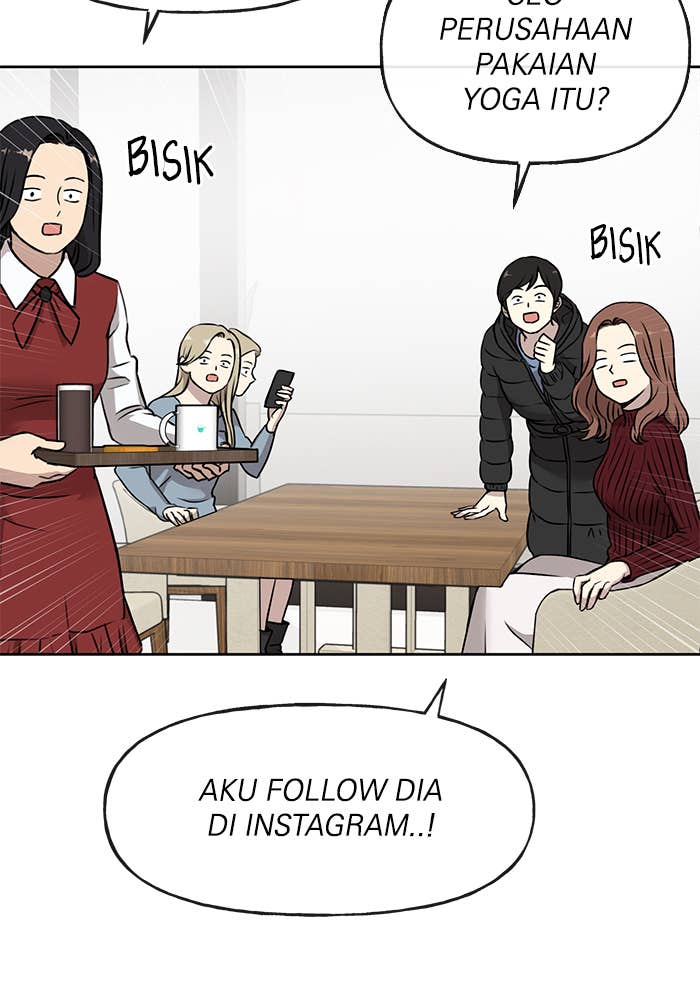 PERUSAHAAN
PAKAIAN
YOGA ITU?
BISIK
BISIK
AKU FOLLOW DIA
DI INSTAGRAM..!